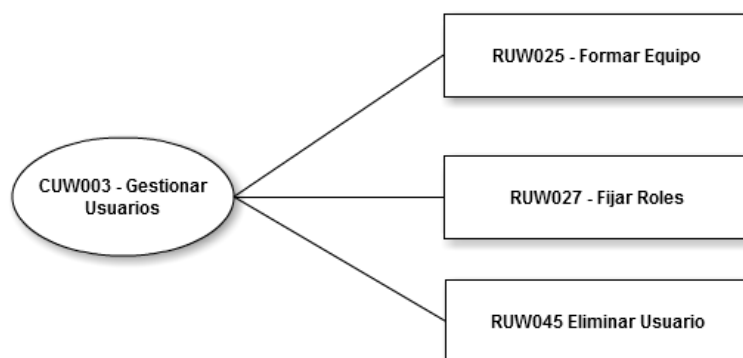 RUW025 - Formar Equipo
CUW003 - Gestionar
Usuarios
RUW027 - Fijar Roles
RUW045 Eliminar Usuario